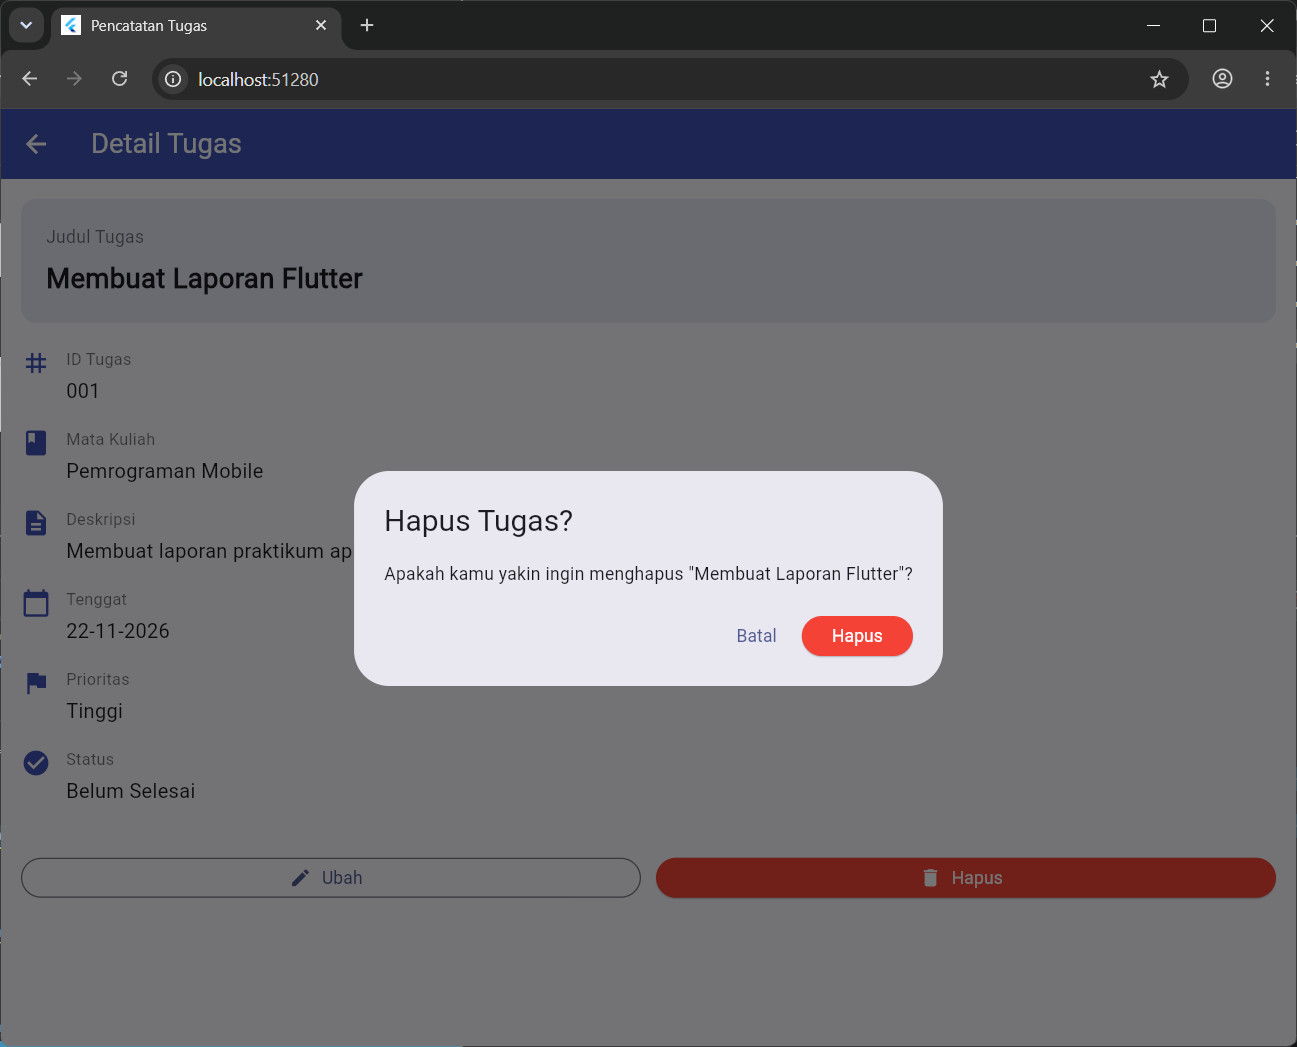 Pencatatan Tugas
localhost:51280
Detail Tugas
Judul Tugas
Membuat Laporan Flutter
ID Tugas
001
Mata Kuliah
Pemrograman Mobile
Deskripsi
Membuat laporan praktikum ap
Tenggat
22-11-2026
Prioritas
Tinggi
Status
Belum Selesai
Hapus Tugas?
Apakah kamu yakin ingin menghapus "Membuat Laporan Flutter"?
Batal Hapus
Ubah Hapus